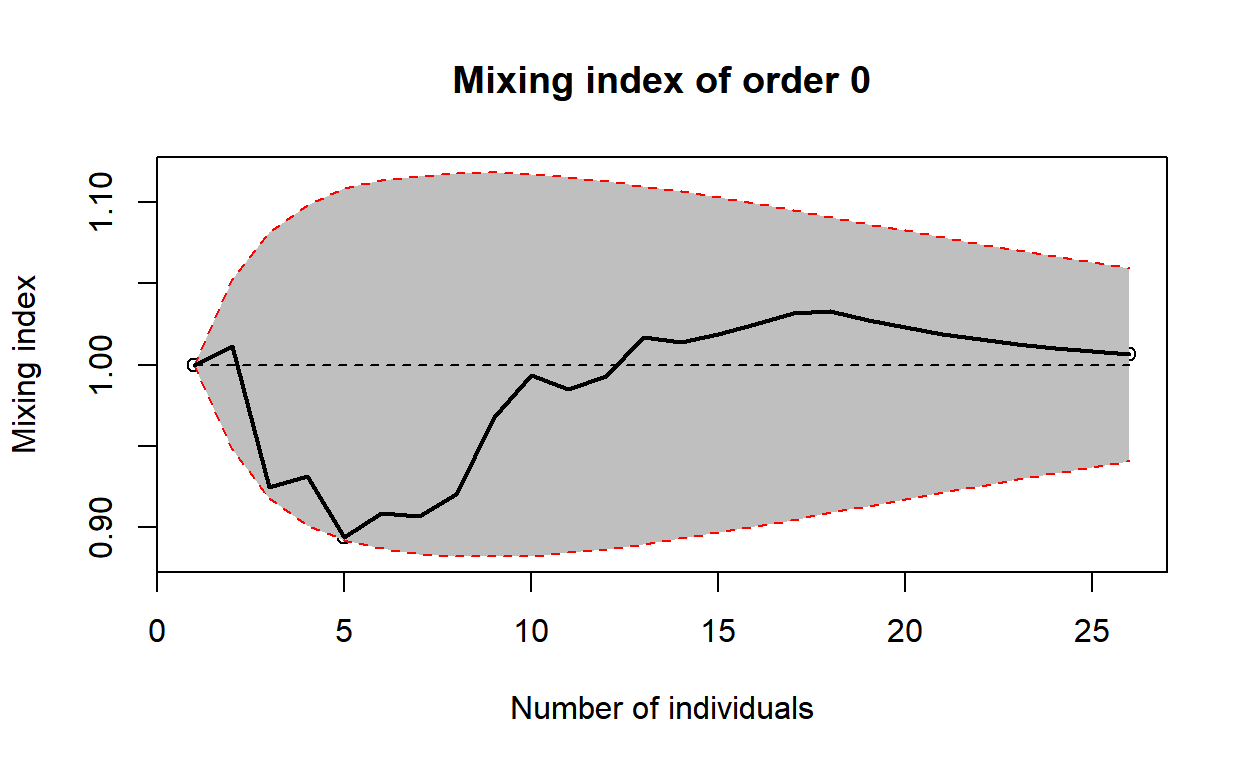 Mixing index of order 0
Mixing index
1.10
1.00
0.90
0 5 10 15 20 25
Number of individuals